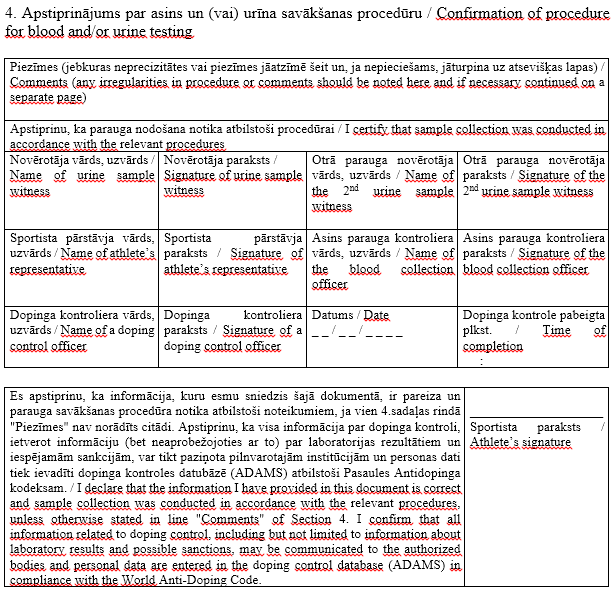 4. Apstiprinājums par asins un (vai) urīna savākšanas procedūru / Confirmation of procedure
for blood and/or urine testing
Piezīmes (jebkuras neprecizitātes vai piezīmes jāatzīmē šeit un, ja nepieciešams, jāturpina uz atsevišķas lapas) /
Comments (any irregularities in procedure or comments should be noted here and if necessary continued on a
separate page)
Apstiprinu, ka parauga nodošana notika atbilstoši procedūrai / I certify that sample collection was conducted in
accordance with the relevant procedures
Novērotāja vārds, uzvārds /
Name of urine sample
witness
Novērotāja paraksts /
Signature of urine sample
witness
Otrā parauga novērotāja
vārds, uzvārds / Name of
the 2nd urine sample
witness
Otrā parauga novērotāja
paraksts / Signature of the
2nd urine sample witness
Sportista pārstāvja vārds,
uzvārds / Name of athlete's
representative
Sportista pārstāvja
paraksts / Signature of
athlete's representative
Asins parauga kontroliera
vārds, uzvārds / Name of
the blood collection
officer
Asins parauga kontroliera
paraksts / Signature of the
blood collection officer
Dopinga kontroliera vārds,
uzvārds / Name of a doping
control officer
Dopinga kontroliera
paraksts / Signature of a
doping control officer
Datums / Date
_ _ / _ _ / _ _ _ _
Dopinga kontrole pabeigta
plkst. / Time of
completion
:
Es apstiprinu, ka informācija, kuru esmu sniedzis šajā dokumentā, ir pareiza un
parauga savākšanas procedūra notika atbilstoši noteikumiem, ja vien 4.sadaļas rindā
"Piezīmes" nav norādīts citādi. Apstiprinu, ka visa informācija par dopinga kontroli,
ietverot informāciju (bet neaprobežojoties ar to) par laboratorijas rezultātiem un
iespējamām sankcijām, var tikt paziņota pilnvarotajām institūcijām un personas dati
tiek ievadīti dopinga kontroles datubāzē (ADAMS) atbilstoši Pasaules Antidopinga
kodeksam. / I declare that the information I have provided in this document is correct
and sample collection was conducted in accordance with the relevant procedures,
unless otherwise stated in line "Comments" of Section 4. I confirm that all
information related to doping control, including but not limited to information about
laboratory results and possible sanctions, may be communicated to the authorized
bodies and personal data are entered in the doping control database (ADAMS) in
compliance with the World Anti-Doping Code.
Sportista paraksts /
Athlete's signature